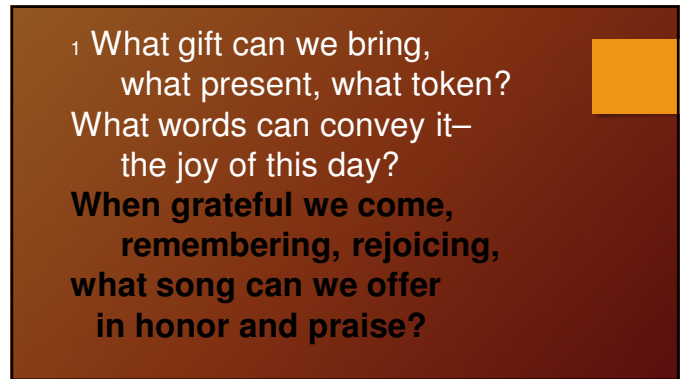 1 What gift can we bring,
what present, what token?
What words can convey it–
the joy of this day?
When grateful we come,
remembering, rejoicing,
what song can we offer
in honor and praise?